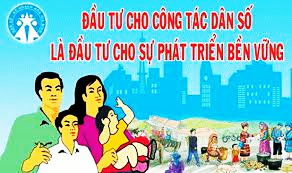 ĐẦU TƯ CHO CÔNG TÁC DÂN SỐ
LÀ ĐẦU TƯ CHO SỰ PHÁT TRIỂN BỀN VỮNG